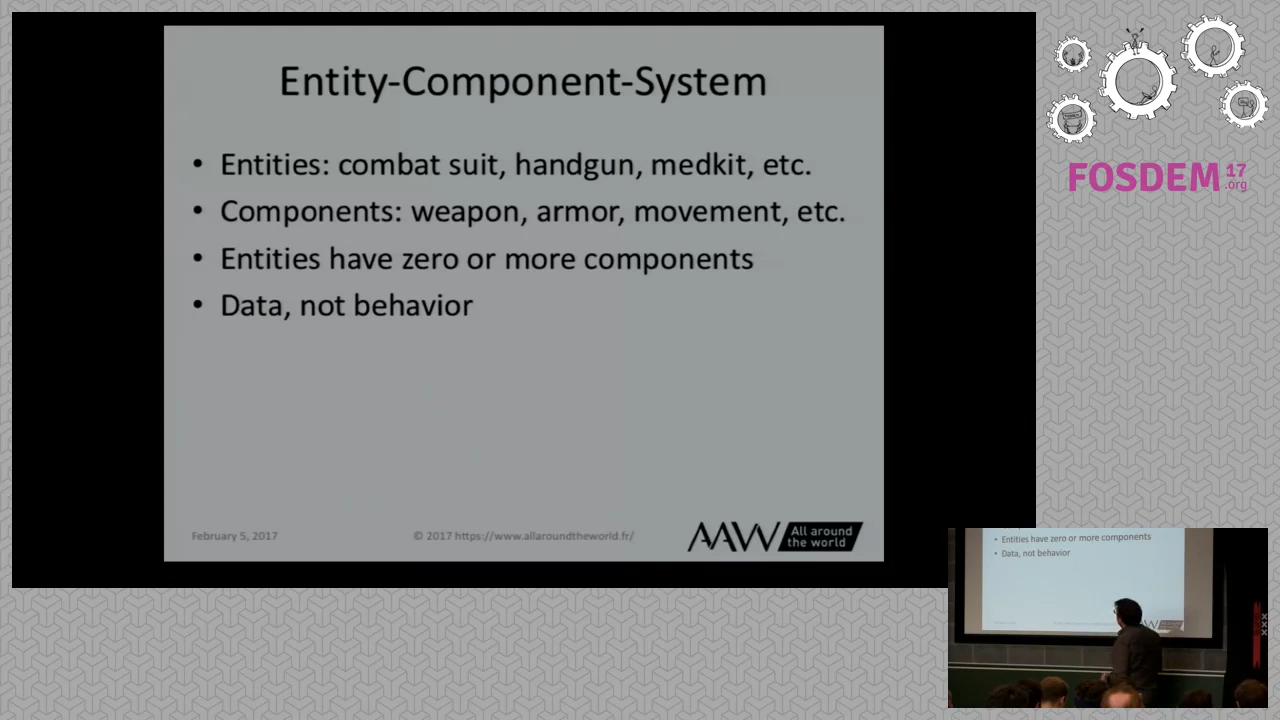 Entity-Component-System
• Entities: combat suit, handgun, medkit, etc.
• Components: weapon, armor, movement, etc.
• Entities have zero or more components
• Data, not behavior
February 5, 2017
© 2017 https://www.allaroundtheworld.fr/
AAW All around
the world
FOSDEM 17
.org
• Entities have zero or more components
• Data, not behavior